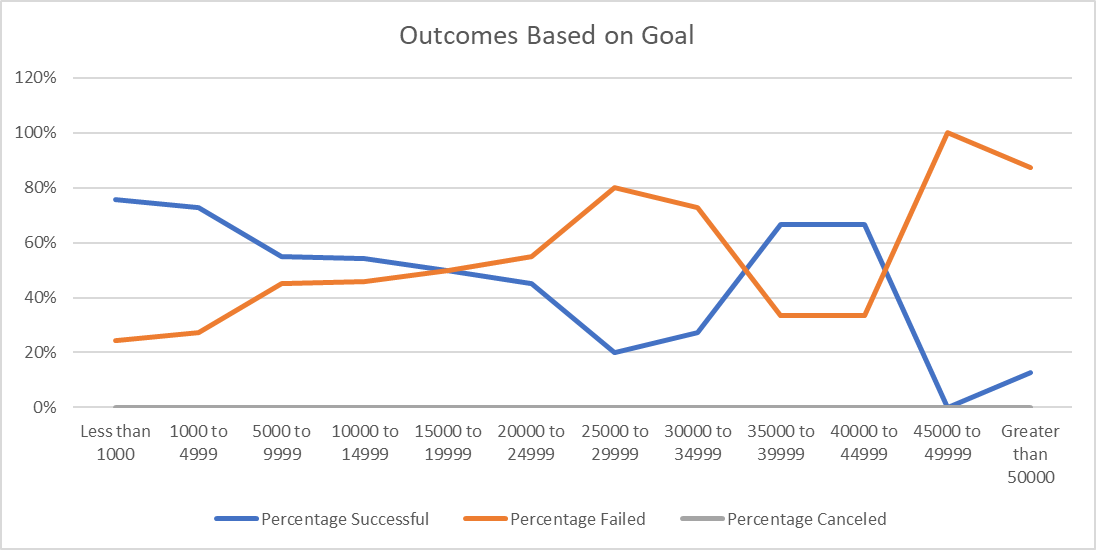 Outcomes Based on Goal
120%
100%
80%
60%
40%
20%
0%
Less than
1000
1000 to
4999
5000 to
9999
10000 to
14999
15000 to
19999
20000 to
24999
25000 to
29999
30000 to
34999
35000 to
39999
40000 to
44999
45000 to
49999
Greater
than
50000
Percentage Successful
Percentage Failed
Percentage Canceled